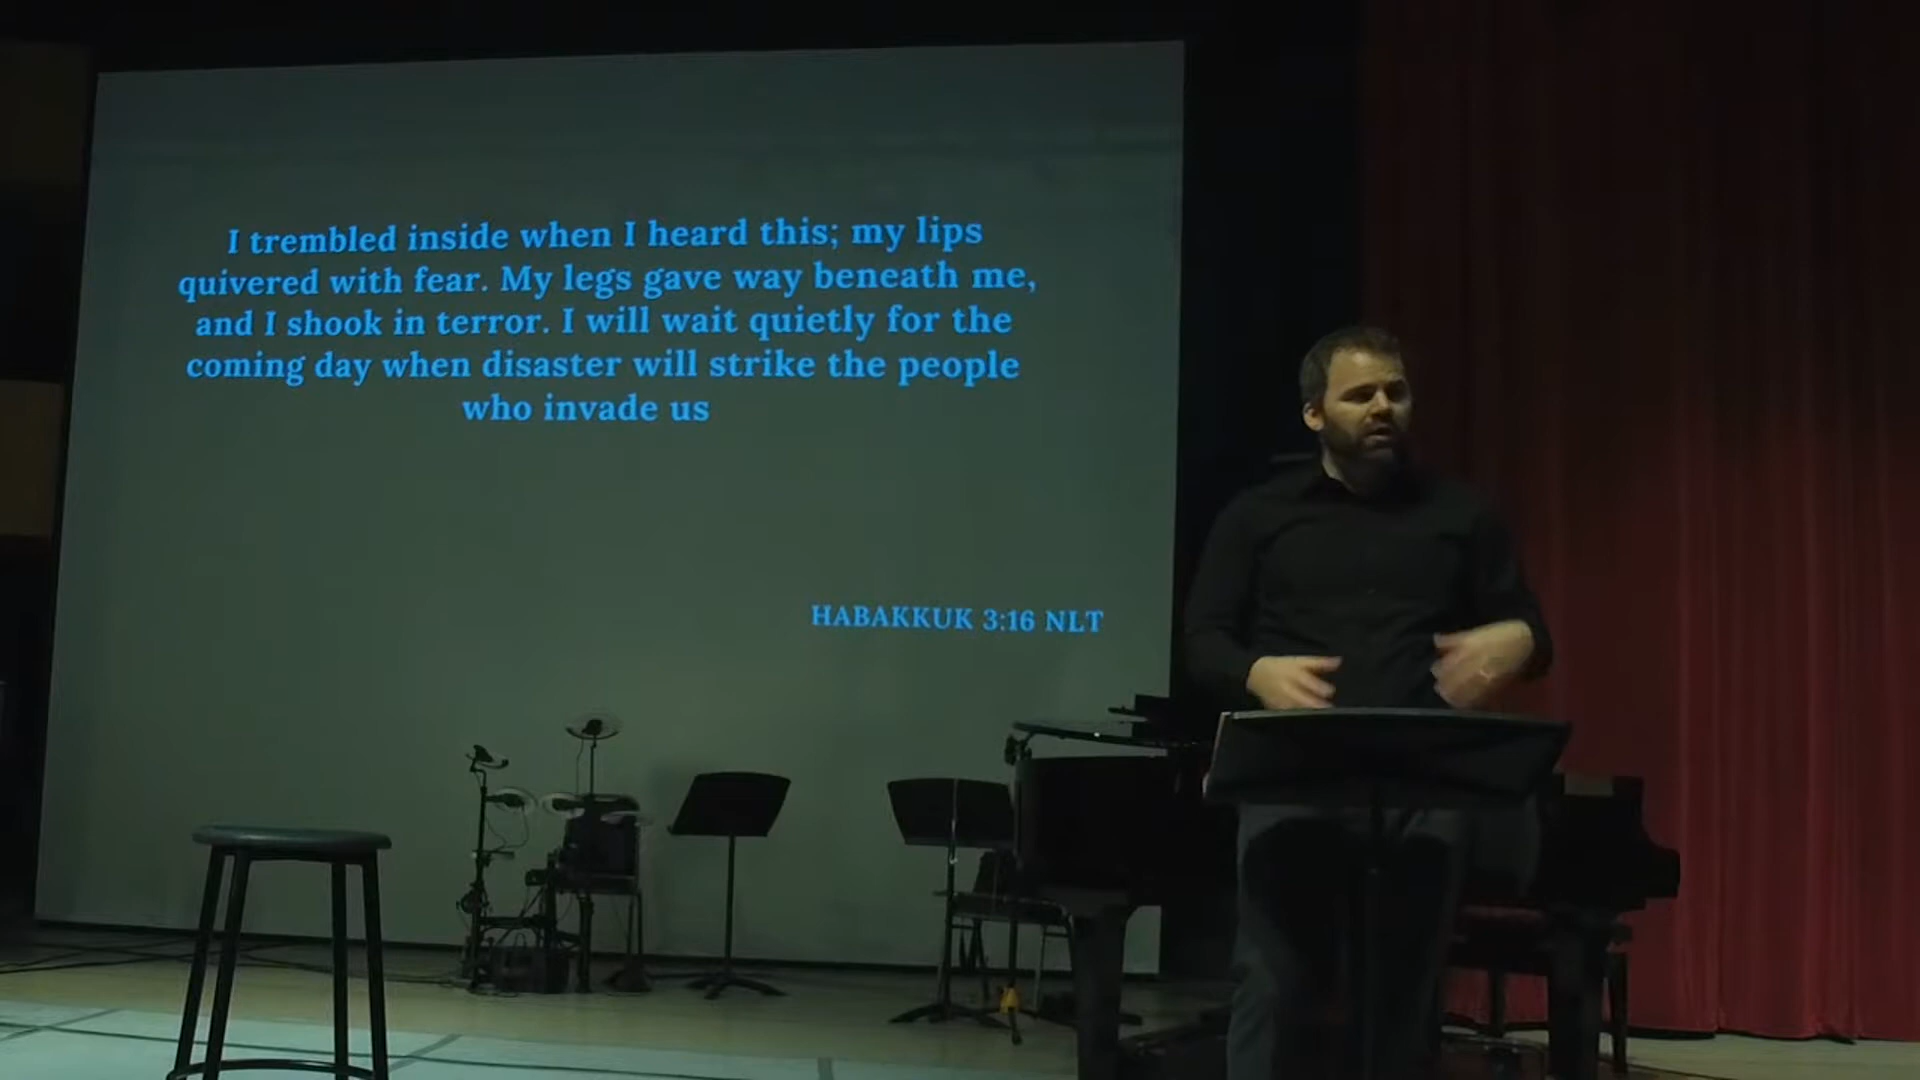 I trembled inside when I heard this; my lips
quivered with fear. My legs gave way beneath me,
and I shook in terror. I will wait quietly for the
coming day when disaster will strike the people
who invade us
HABAKKUK 3:16 NLT